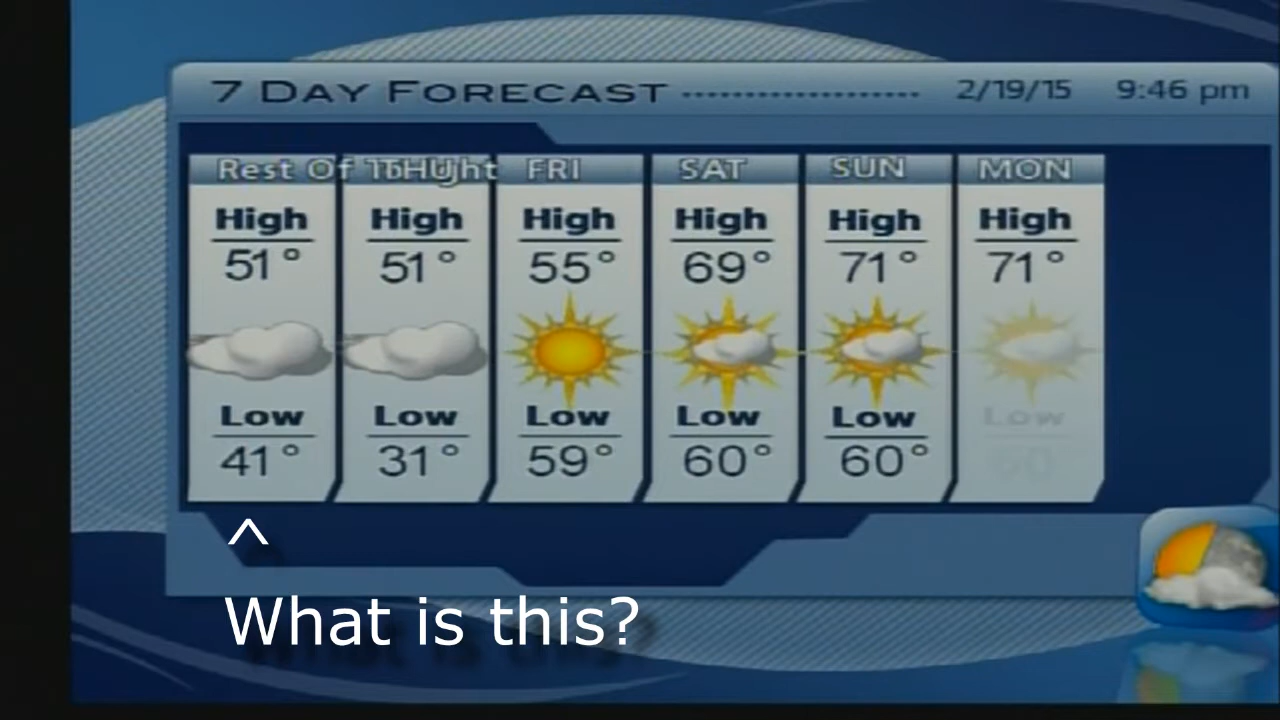 7 DAY FORECAST ------------------- 2/19/15 9:46 pm
Rest Of THU FRI SAT SUN MON
High High High High High High
51° 51° 55° 69° 71° 71°
Low Low Low Low Low Low
41° 31° 59° 60° 60°
^
What is this?